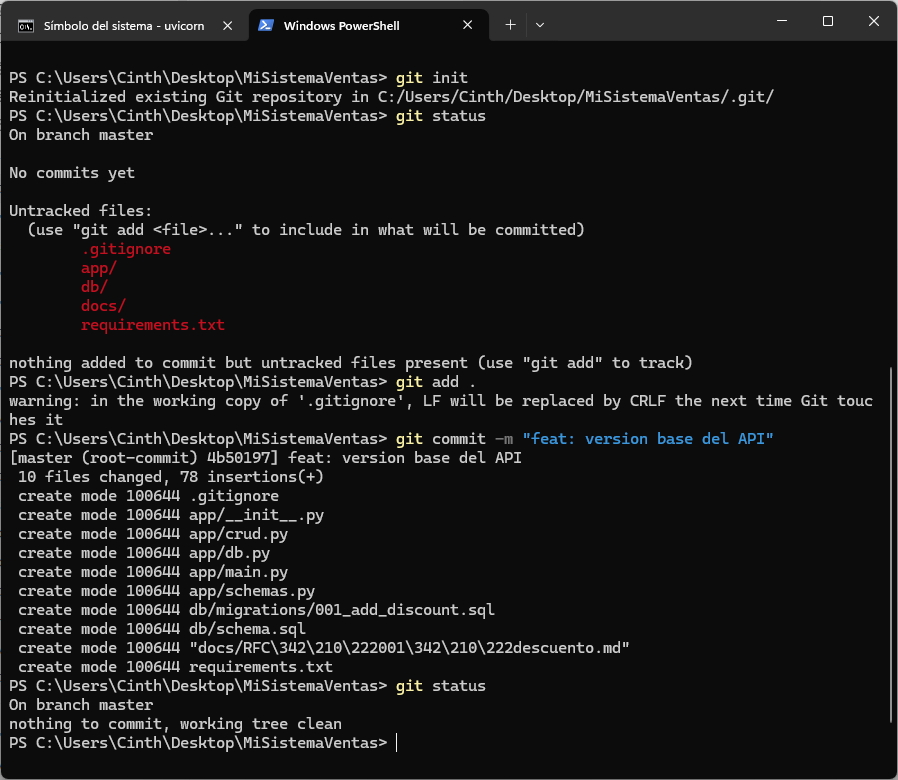 Símbolo del sistema - uvicorn
Windows PowerShell
PS C:\Users\Cinth\Desktop\MiSistemaVentas> git init
Reinitialized existing Git repository in C:/Users/Cinth/Desktop/MiSistemaVentas/.git/
PS C:\Users\Cinth\Desktop\MiSistemaVentas> git status
On branch master
No commits yet
Untracked files:
  (use "git add <file>..." to include in what will be committed)
        .gitignore
        app/
        db/
        docs/
        requirements.txt
nothing added to commit but untracked files present (use "git add" to track)
PS C:\Users\Cinth\Desktop\MiSistemaVentas> git add .
warning: in the working copy of '.gitignore', LF will be replaced by CRLF the next time Git touc
hes it
PS C:\Users\Cinth\Desktop\MiSistemaVentas> git commit -m "feat: version base del API"
[master (root-commit) 4b50197] feat: version base del API
 10 files changed, 78 insertions(+)
 create mode 100644 .gitignore
 create mode 100644 app/__init__.py
 create mode 100644 app/crud.py
 create mode 100644 app/db.py
 create mode 100644 app/main.py
 create mode 100644 app/schemas.py
 create mode 100644 db/migrations/001_add_discount.sql
 create mode 100644 db/schema.sql
 create mode 100644 "docs/RFC\342\210\222001\342\210\222descuento.md"
 create mode 100644 requirements.txt
PS C:\Users\Cinth\Desktop\MiSistemaVentas> git status
On branch master
nothing to commit, working tree clean
PS C:\Users\Cinth\Desktop\MiSistemaVentas>